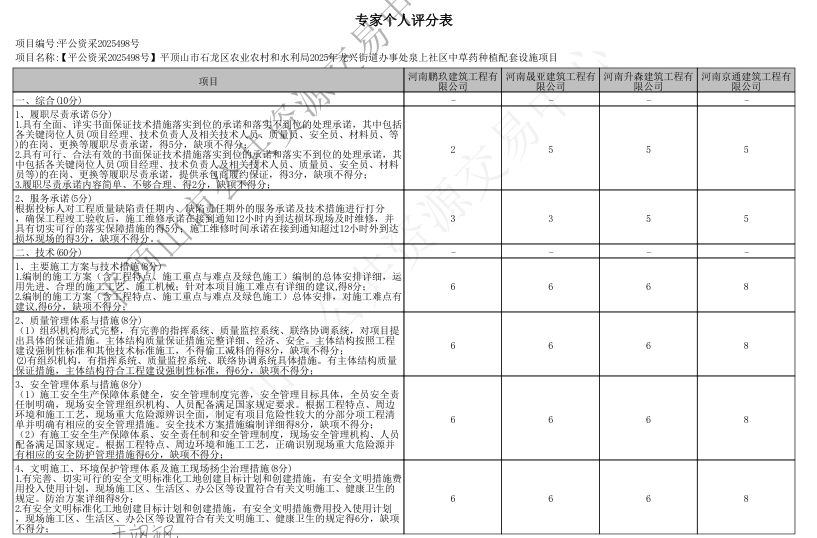 专家个人评分表
项目编号:平公资采2025498号
项目名称:【平公资采2025498号】平顶山市石龙区农业农村和水利局2025年龙兴街道办事处泉上社区中草药种植配套设施项目
项目
河南鹏玖建筑工程有限公司
河南晟亚建筑工程有限公司
河南升森建筑工程有限公司
河南京通建筑工程有限公司
一、综合(10分) – – – –
1、履职尽责承诺(5分)
1.具有全面、详实书面保证技术措施落实到位的承诺和落实不到位的处理承诺,其中包括
各关键岗位人员(项目经理、技术负责人及相关技术人员、质量员、安全员、材料员、等
)的在岗、更换等履职尽责承诺,得5分,缺项不得分;
2.具有可行、合法有效的书面保证技术措施落实到位的承诺和落实不到位的处理承诺,其
中包括各关键岗位人员(项目经理、技术负责人及相关技术人员、质量员、安全员、材料
员等)的在岗、更换等履职尽责承诺,提供承包商履约保证,得3分,缺项不得分;
3.履职尽责承诺内容简单、不够合理、得2分,缺项不得分;
2 5 5 5
2、服务承诺(5分)
根据投标人对工程质量缺陷责任期内、缺陷责任期外的服务承诺及技术措施进行打分
,确保工程竣工验收后,施工维修承诺在接到通知12小时内到达损坏现场及时维修,并
具有切实可行的落实保障措施的得5分,施工维修时间承诺在接到通知超过12小时外到达
损坏现场的得3分,缺项不得分。
3 3 5 5
二、技术(60分) – – – –
1、主要施工方案与技术措施(8分)
1.编制的施工方案(含工程特点、施工重点与难点及绿色施工)编制的总体安排详细,运
用先进、合理的施工工艺、施工机械;针对本项目施工难点有详细的建议,得8分;
2.编制的施工方案(含工程特点、施工重点与难点及绿色施工)总体安排,对施工难点有
建议,得6分,缺项不得分;
6 6 6 8
2、质量管理体系与措施(8分)
(1)组织机构形式完整,有完善的指挥系统、质量监控系统、联络协调系统,对项目提
出具体的保证措施。主体结构质量保证措施完整详细、经济、安全。主体结构按照工程
建设强制性标准和其他技术标准施工,不得偷工减料的得8分,缺项不得分;
(2)有组织机构,有指挥系统、质量监控系统、联络协调系统具体措施。有主体结构质量
保证措施,主体结构符合工程建设强制性标准,得6分,缺项不得分;
6 6 6 8
3、安全管理体系与措施(8分)
(1)施工安全生产保障体系健全,安全管理制度完善,安全管理目标具体,全员安全责
任制明确,现场安全管理组织机构、人员配备满足国家规定要求。根据工程特点、周边
环境和施工工艺,现场重大危险源辨识全面,制定有项目危险性较大的分部分项工程清
单并明确有相应的安全管理措施。安全技术方案措施编制详细得8分,缺项不得分;
(2)有施工安全生产保障体系、安全责任制和安全管理制度,现场安全管理机构、人员
配备满足国家规定。根据工程特点、周边环境和施工工艺,正确识别现场重大危险源并
有相应的安全防护管理措施得6分,缺项不得分;
6 6 6 8
4、文明施工、环境保护管理体系及施工现场扬尘治理措施(8分)
1.有完善、切实可行的安全文明标准化工地创建目标计划和创建措施,有安全文明措施费
用投入使用计划,现场施工区、生活区、办公区等设置符合有关文明施工、健康卫生的
规定。防治方案详细得8分;
2.有安全文明标准化工地创建目标计划和创建措施,有安全文明措施费用投入使用计划
,现场施工区、生活区、办公区等设置符合有关文明施工、健康卫生的规定得6分,缺项
不得分;
6 6 6 8